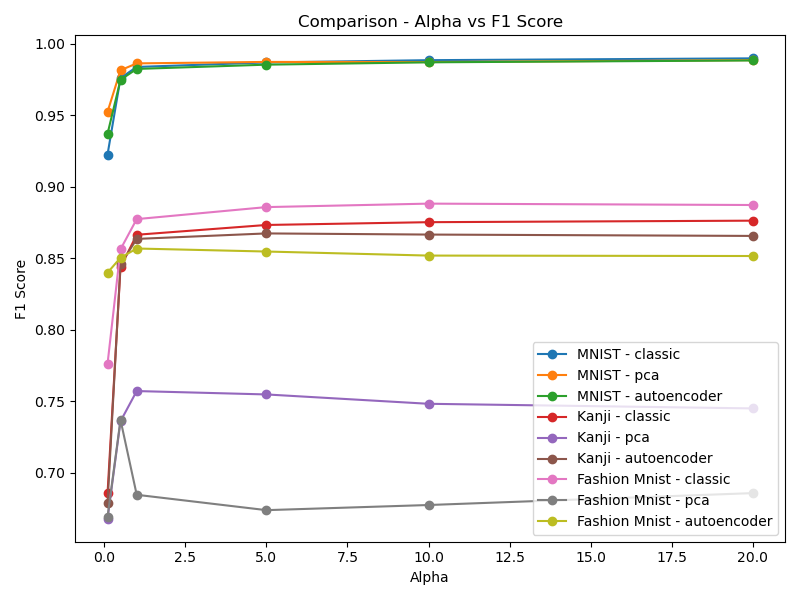 Comparison - Alpha vs F1 Score
F1 Score
1.00
0.95
0.90
0.85
0.80
0.75
0.70
MNIST - classic
MNIST - pca
MNIST - autoencoder
Kanji - classic
Kanji - pca
Kanji - autoencoder
Fashion Mnist - classic
Fashion Mnist - pca
Fashion Mnist - autoencoder
0.0 2.5 5.0 7.5 10.0 12.5 15.0 17.5 20.0
Alpha